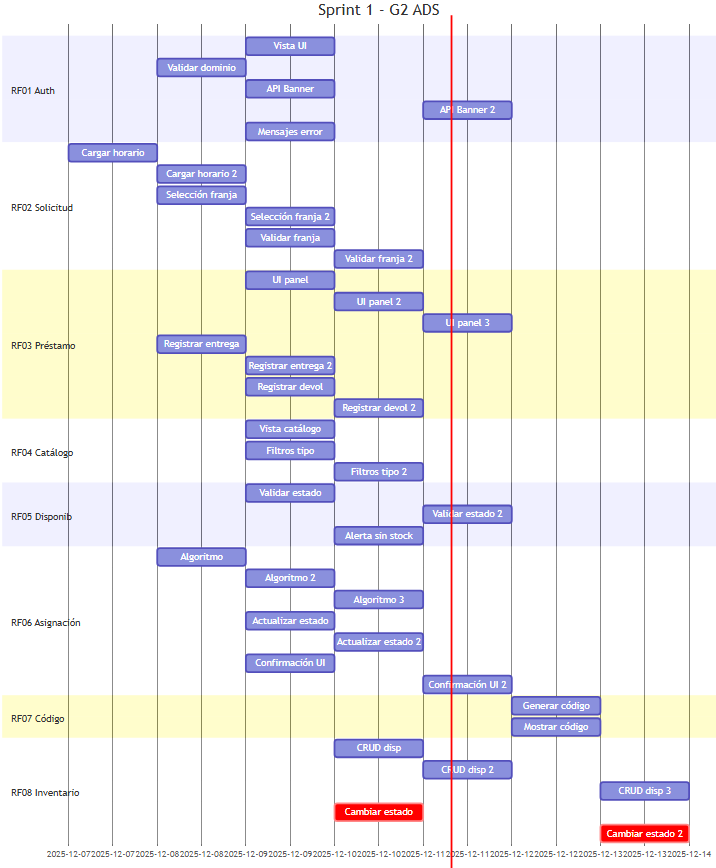 Sprint 1 - G2 ADS
RF01 Auth
Vista UI
Validar dominio
API Banner
API Banner 2
Mensajes error
RF02 Solicitud
Cargar horario
Cargar horario 2
Selección franja
Selección franja 2
Validar franja
Validar franja 2
RF03 Préstamo
UI panel
UI panel 2
UI panel 3
Registrar entrega
Registrar entrega 2
Registrar devol
Registrar devol 2
RF04 Catálogo
Vista catálogo
Filtros tipo
Filtros tipo 2
RF05 Disponib
Validar estado
Validar estado 2
Alerta sin stock
RF06 Asignación
Algoritmo
Algoritmo 2
Algoritmo 3
Actualizar estado
Actualizar estado 2
Confirmación UI
Confirmación UI 2
RF07 Código
Generar código
Mostrar código
RF08 Inventario
CRUD disp
CRUD disp 2
CRUD disp 3
Cambiar estado
Cambiar estado 2
2025-12-07 2025-12-07 2025-12-08 2025-12-08 2025-12-09 2025-12-09 2025-12-10 2025-12-10 2025-12-11 2025-12-11 2025-12-12 2025-12-12 2025-12-13 2025-12-13 2025-12-14